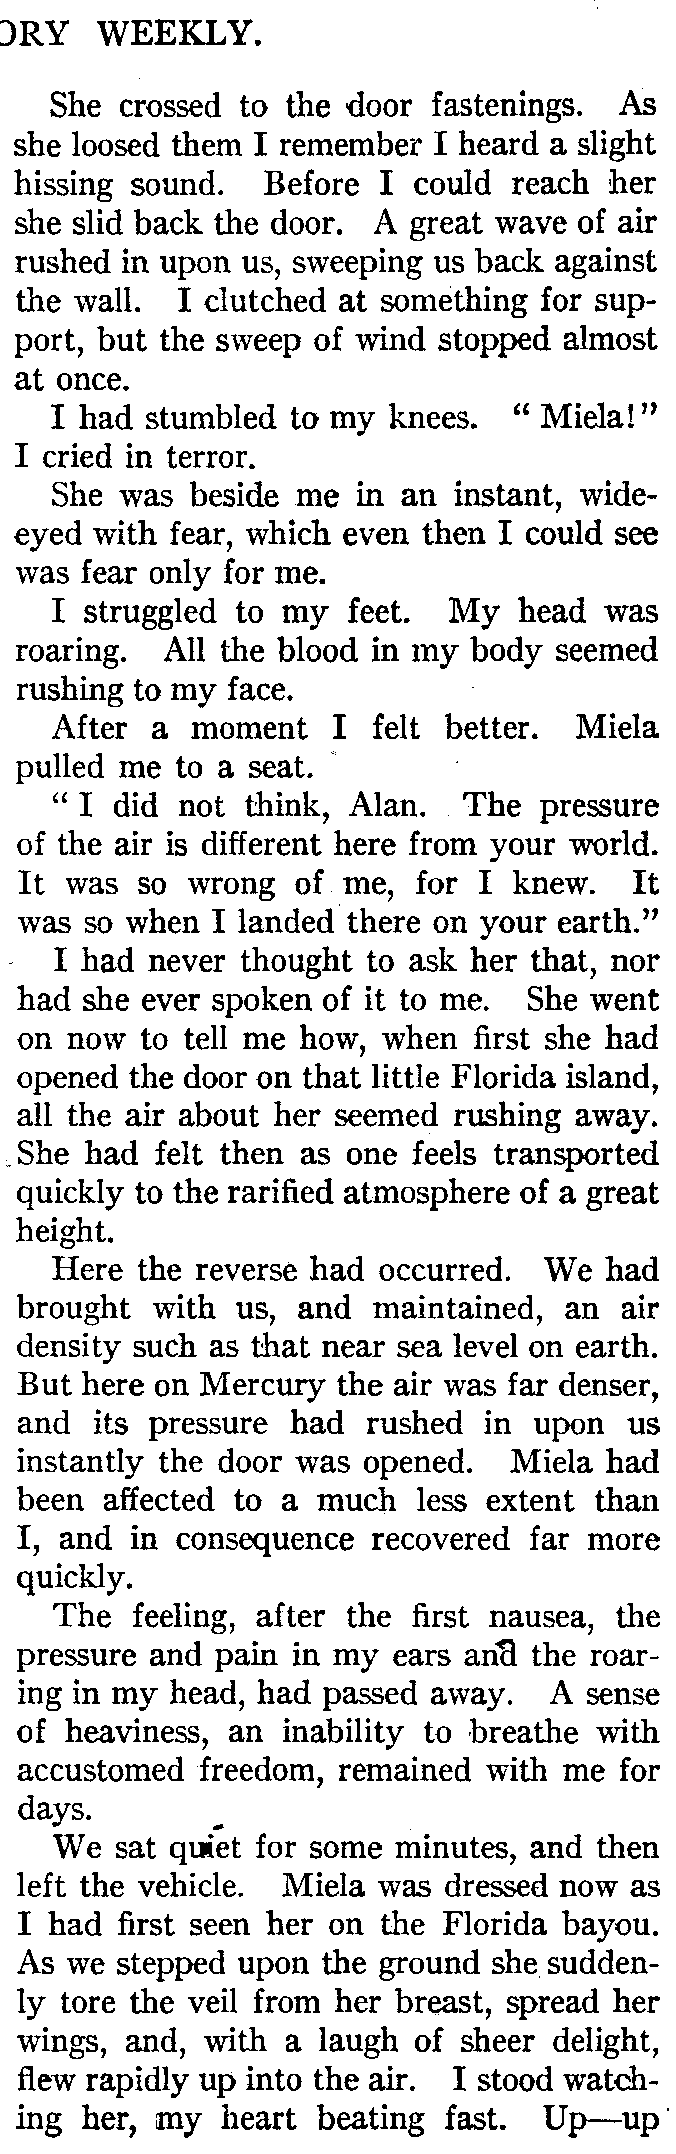 ORY WEEKLY.
She crossed to the door fastenings. As
she loosed them I remember I heard a slight
hissing sound. Before I could reach her
she slid back the door. A great wave of air
rushed in upon us, sweeping us back against
the wall. I clutched at something for sup-
port, but the sweep of wind stopped almost
at once.
I had stumbled to my knees. “ Miela!”
I cried in terror.
She was beside me in an instant, wide-
eyed with fear, which even then I could see
was fear only for me.
I struggled to my feet. My head was
roaring. All the blood in my body seemed
rushing to my face.
After a moment I felt better. Miela
pulled me to a seat.
“ I did not think, Alan. The pressure
of the air is different here from your world.
It was so wrong of me, for I knew. It
was so when I landed there on your earth.”
I had never thought to ask her that, nor
had she ever spoken of it to me. She went
on now to tell me how, when first she had
opened the door on that little Florida island,
all the air about her seemed rushing away.
She had felt then as one feels transported
quickly to the rarified atmosphere of a great
height.
Here the reverse had occurred. We had
brought with us, and maintained, an air
density such as that near sea level on earth.
But here on Mercury the air was far denser,
and its pressure had rushed in upon us
instantly the door was opened. Miela had
been affected to a much less extent than
I, and in consequence recovered far more
quickly.
The feeling, after the first nausea, the
pressure and pain in my ears and the roar-
ing in my head, had passed away. A sense
of heaviness, an inability to breathe with
accustomed freedom, remained with me for
days.
We sat quiet for some minutes, and then
left the vehicle. Miela was dressed now as
I had first seen her on the Florida bayou.
As we stepped upon the ground she sudden-
ly tore the veil from her breast, spread her
wings, and, with a laugh of sheer delight,
flew rapidly up into the air. I stood watch-
ing her, my heart beating fast. Up—up